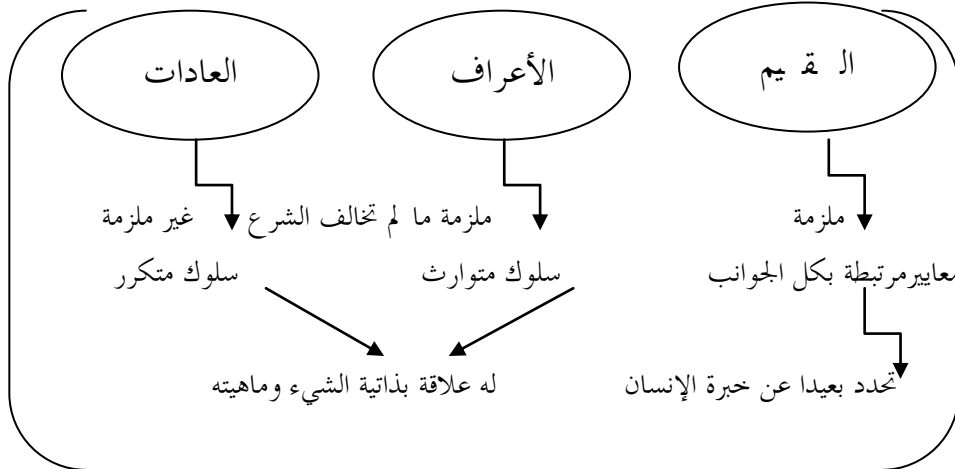 القيم الأعراف العادات
ملزمة ملزمة ما لم تخالف الشرع غير ملزمة
معاييرمرتبطة بكل الجوانب سلوك متوارث سلوك متكرر
تحدد بعيدا عن خبرة الإنسان له علاقة بذاتية الشيء وماهيته